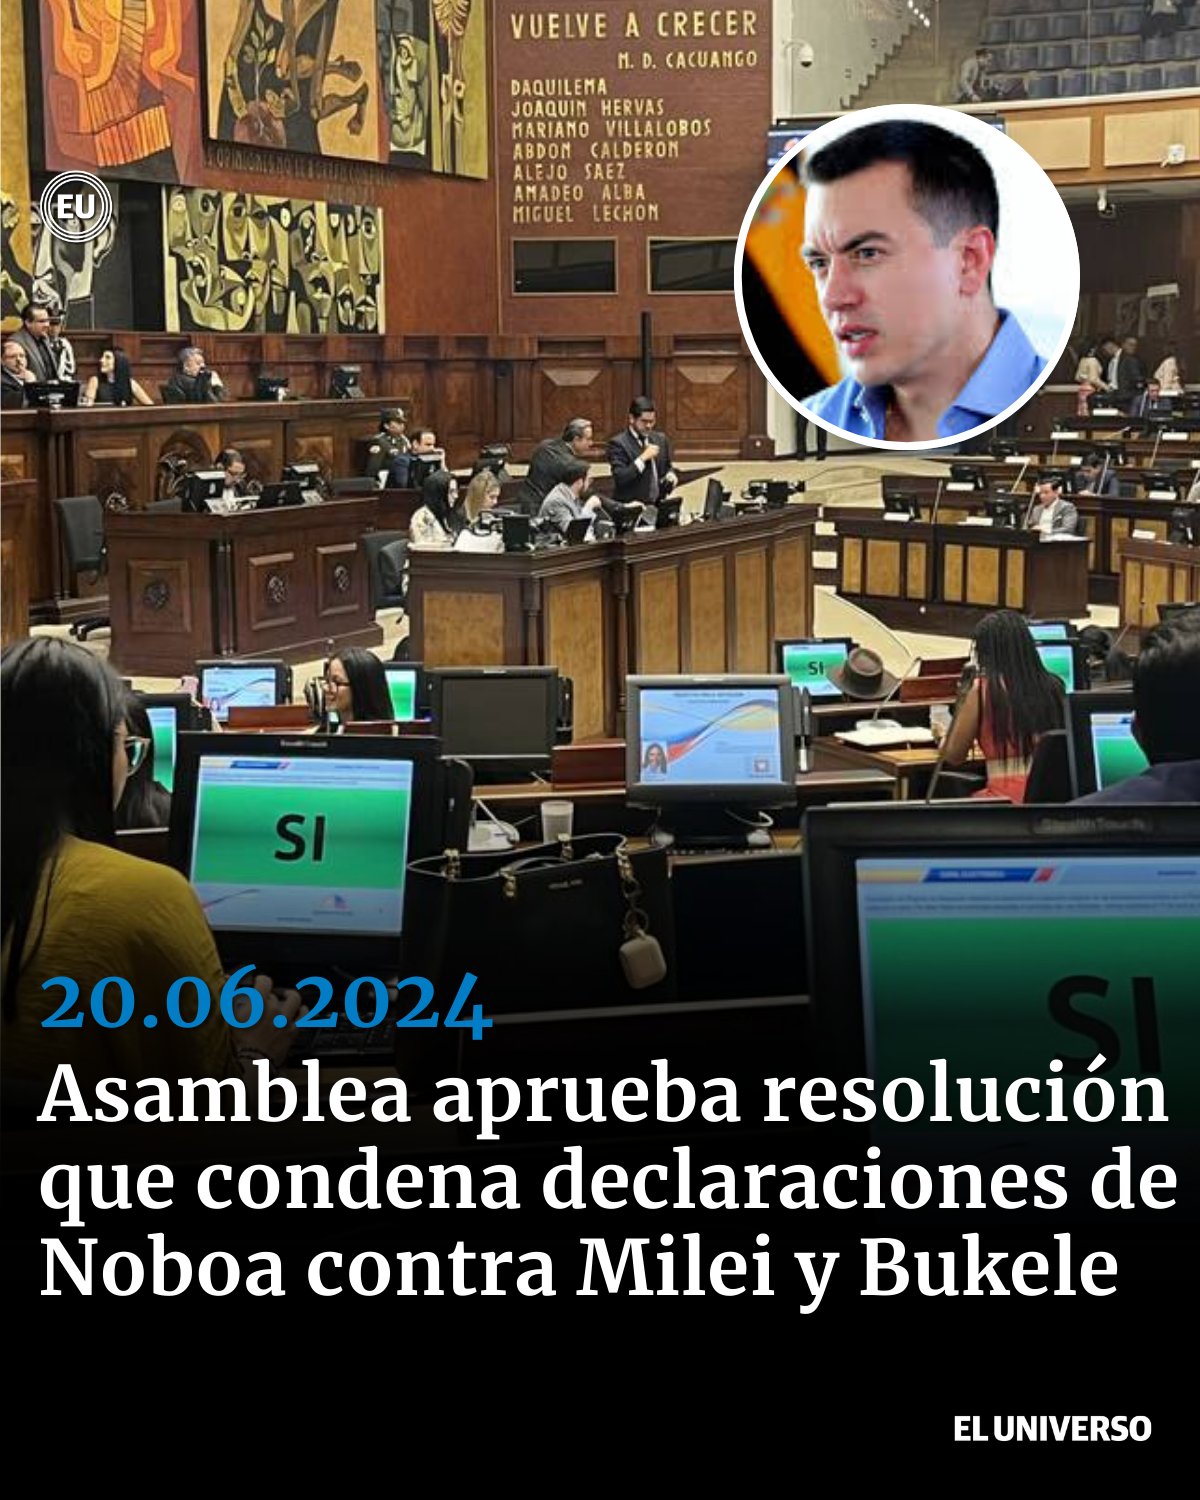 VUELVE A CRECER
M. D. CACUANGO
DAQUILEMA
JOAQUIN HERVAS
MARIANO VILLALOBOS
ABDON CALDERON
ALEJO SAEZ
AMADEO ALBA
MIGUEL LECHON
EU
SI
SI
SI
20.06.2024
Asamblea aprueba resolución
que condena declaraciones de
Noboa contra Milei y Bukele
EL UNIVERSO